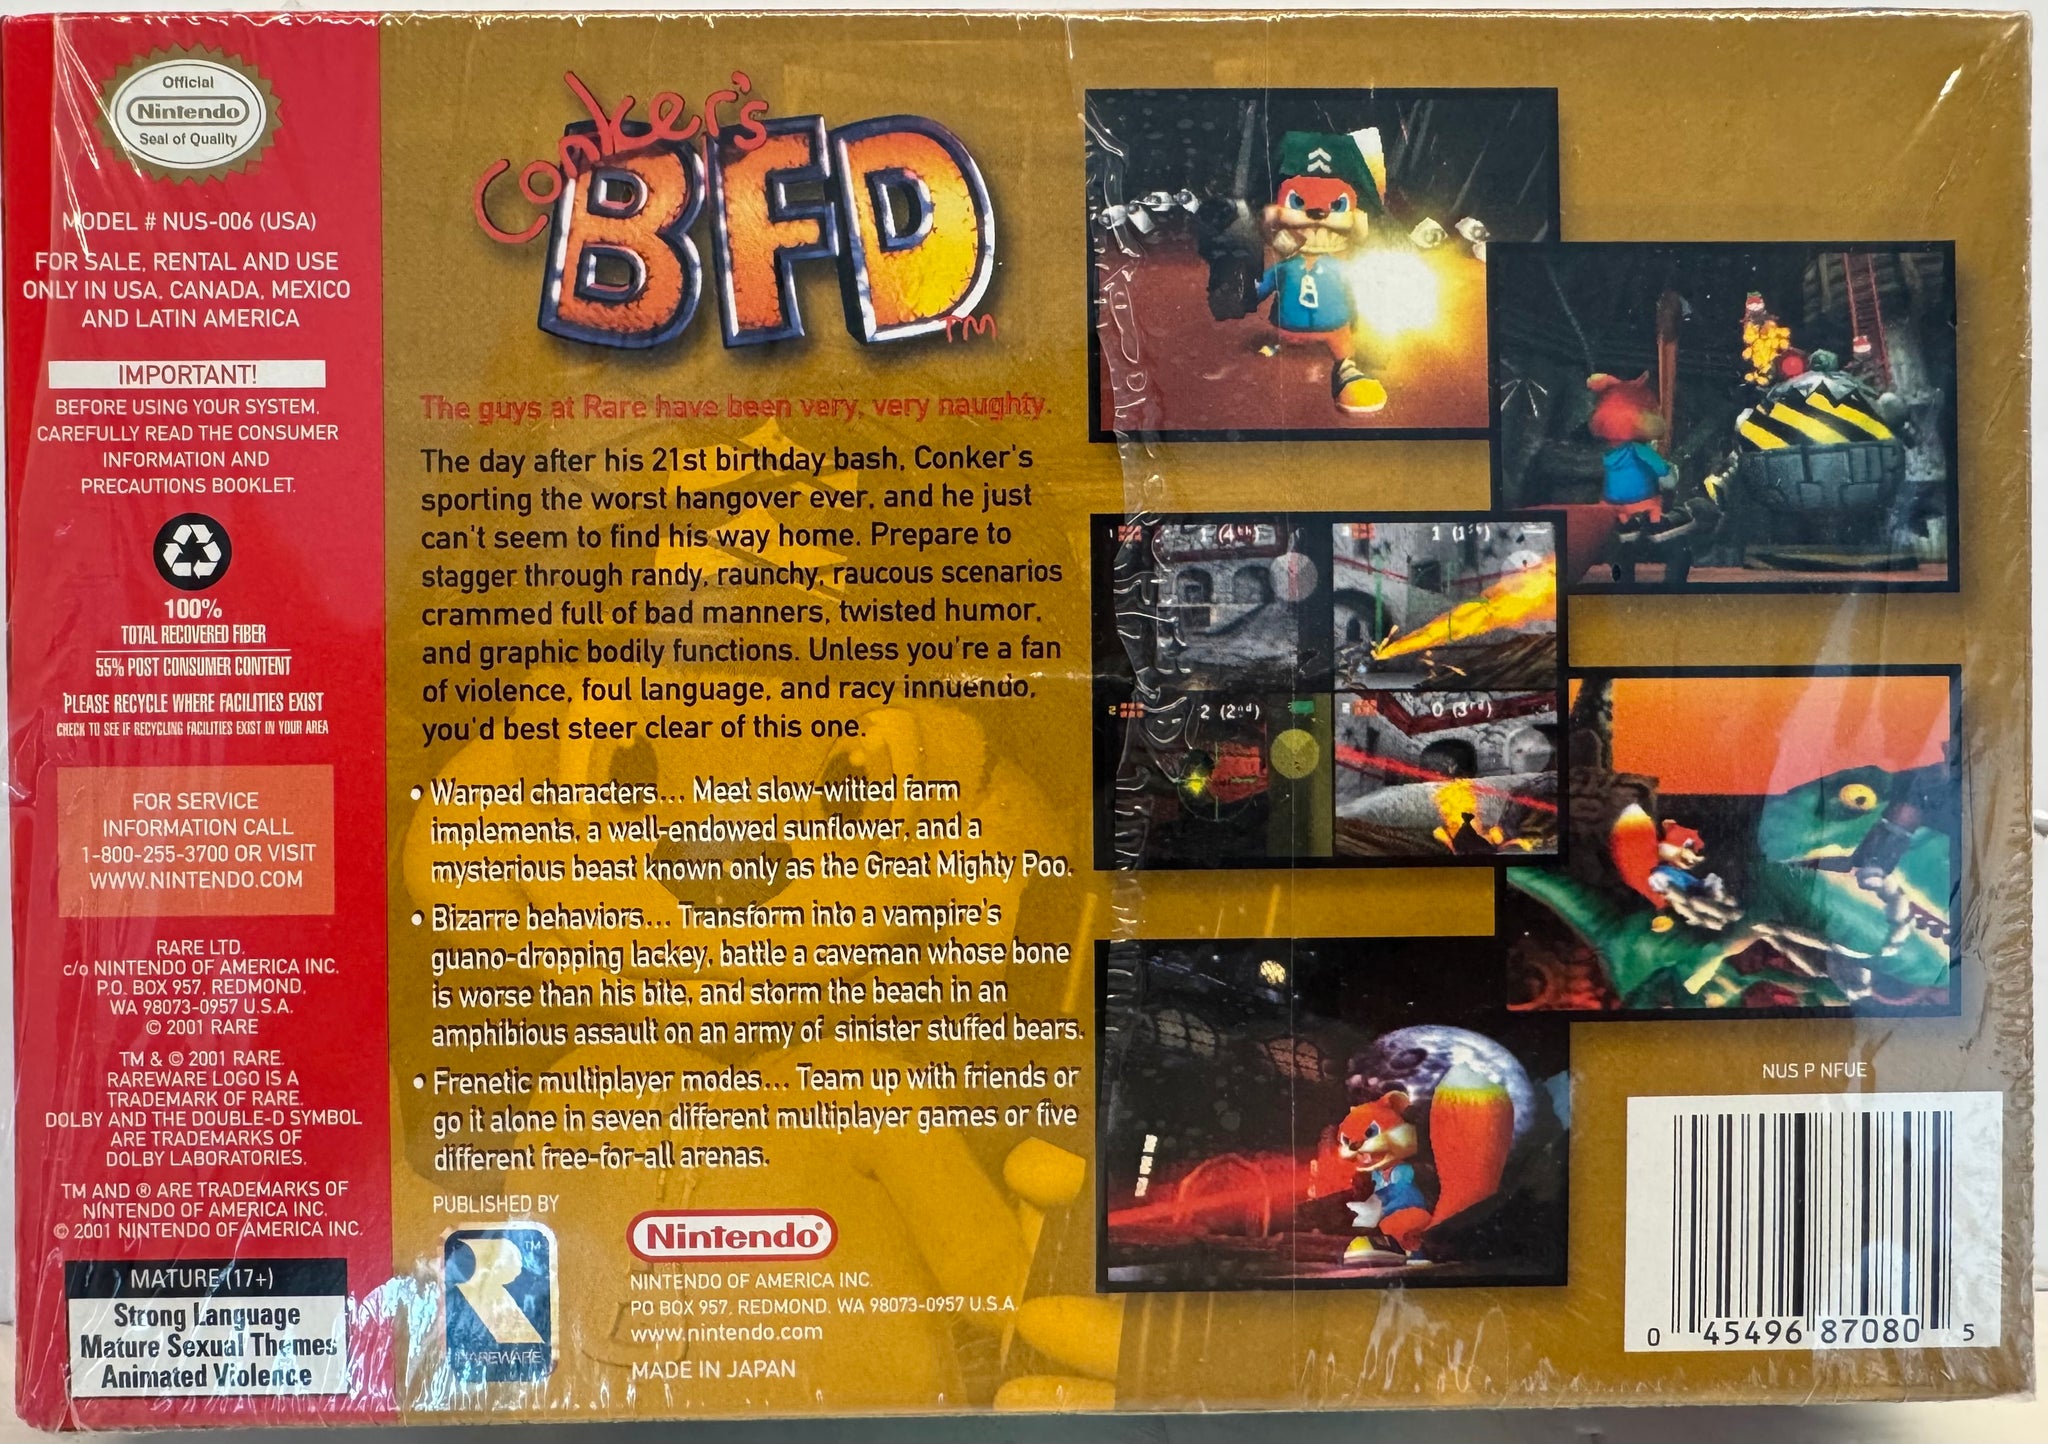 Official
Nintendo
Seal of Quality
MODEL # NUS-006 (USA)
FOR SALE, RENTAL AND USE
ONLY IN USA, CANADA, MEXICO
AND LATIN AMERICA
IMPORTANT!
BEFORE USING YOUR SYSTEM,
CAREFULLY READ THE CONSUMER
INFORMATION AND
PRECAUTIONS BOOKLET.
100%
TOTAL RECOVERED FIBER
55% POST CONSUMER CONTENT
PLEASE RECYCLE WHERE FACILITIES EXIST
CHECK TO SEE IF RECYCLING FACILITIES EXIST IN YOUR AREA
FOR SERVICE
INFORMATION CALL
1-800-255-3700 OR VISIT
WWW.NINTENDO.COM
RARE LTD.
c/o NINTENDO OF AMERICA INC.
P.O. BOX 957, REDMOND,
WA 98073-0957 U.S.A.
© 2001 RARE
TM & © 2001 RARE.
RAREWARE LOGO IS A
TRADEMARK OF RARE.
DOLBY AND THE DOUBLE-D SYMBOL
ARE TRADEMARKS OF
DOLBY LABORATORIES.
TM AND ® ARE TRADEMARKS OF
NINTENDO OF AMERICA INC.
© 2001 NINTENDO OF AMERICA INC.
MATURE (17+)
Strong Language
Mature Sexual Themes
Animated Violence
Conker's
BFD
TM
The guys at Rare have been very, very naughty.
The day after his 21st birthday bash, Conker's
sporting the worst hangover ever, and he just
can't seem to find his way home. Prepare to
stagger through randy, raunchy, raucous scenarios
crammed full of bad manners, twisted humor,
and graphic bodily functions. Unless you're a fan
of violence, foul language, and racy innuendo,
you'd best steer clear of this one.
• Warped characters... Meet slow-witted farm
implements, a well-endowed sunflower, and a
mysterious beast known only as the Great Mighty Poo.
• Bizarre behaviors... Transform into a vampire's
guano-dropping lackey, battle a caveman whose bone
is worse than his bite, and storm the beach in an
amphibious assault on an army of sinister stuffed bears.
• Frenetic multiplayer modes... Team up with friends or
go it alone in seven different multiplayer games or five
different free-for-all arenas.
PUBLISHED BY
TM
RAREWARE
Nintendo®
NINTENDO OF AMERICA INC.
PO BOX 957, REDMOND, WA 98073-0957 U.S.A.
www.nintendo.com
MADE IN JAPAN
1 (4th)
1 (1st)
2 2 (2nd)
2 0 (3rd)
NUS P NFUE
0 45496 87080 5